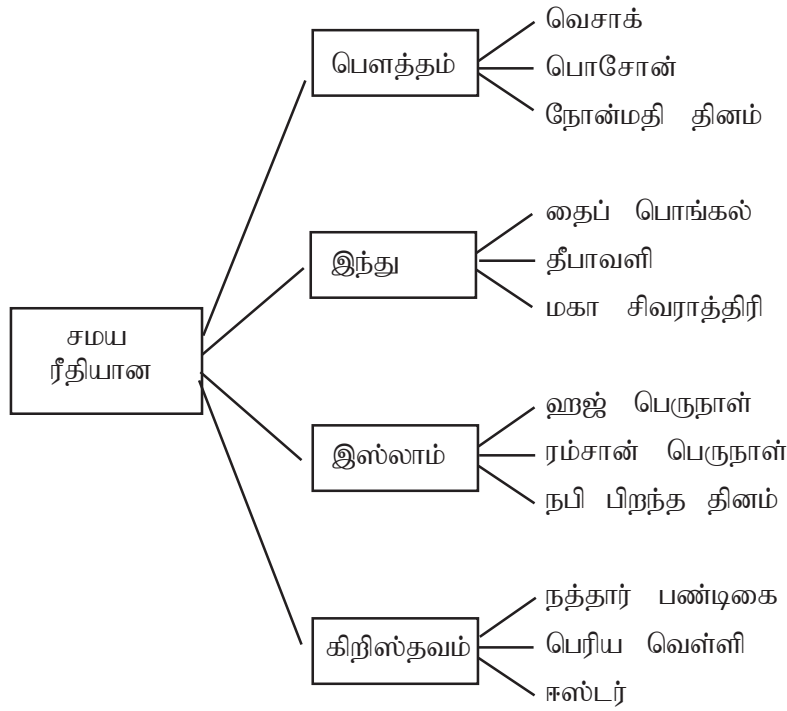 வெசாக்
பௌத்தம்
பொசோன்
நோன்மதி தினம்
தைப் பொங்கல்
இந்து
தீபாவளி
மகா சிவராத்திரி
சமய
ரீதியான
ஹஜ் பெருநாள்
இஸ்லாம்
ரம்சான் பெருநாள்
நபி பிறந்த தினம்
நத்தார் பண்டிகை
கிறிஸ்தவம்
பெரிய வெள்ளி
ஈஸ்டர்